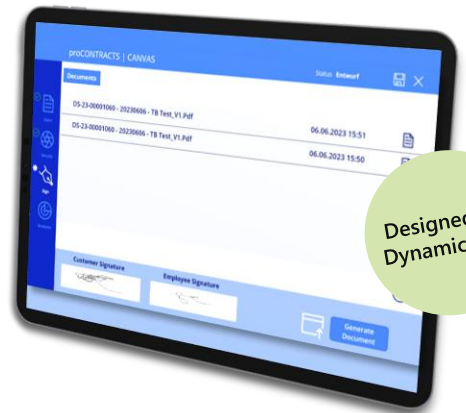 proCONTRACTS | CANVAS
Status Entwurf
Documents
DS-23-00001060 - 20230606 - TB Test_V1.Pdf
06.06.2023 15:51
DS-23-00001060 - 20230606 - TB Test_V1.Pdf
06.06.2023 15:50
Sign
Customer Signature
Employee Signature
Generate
Document
Designed
Dynamic